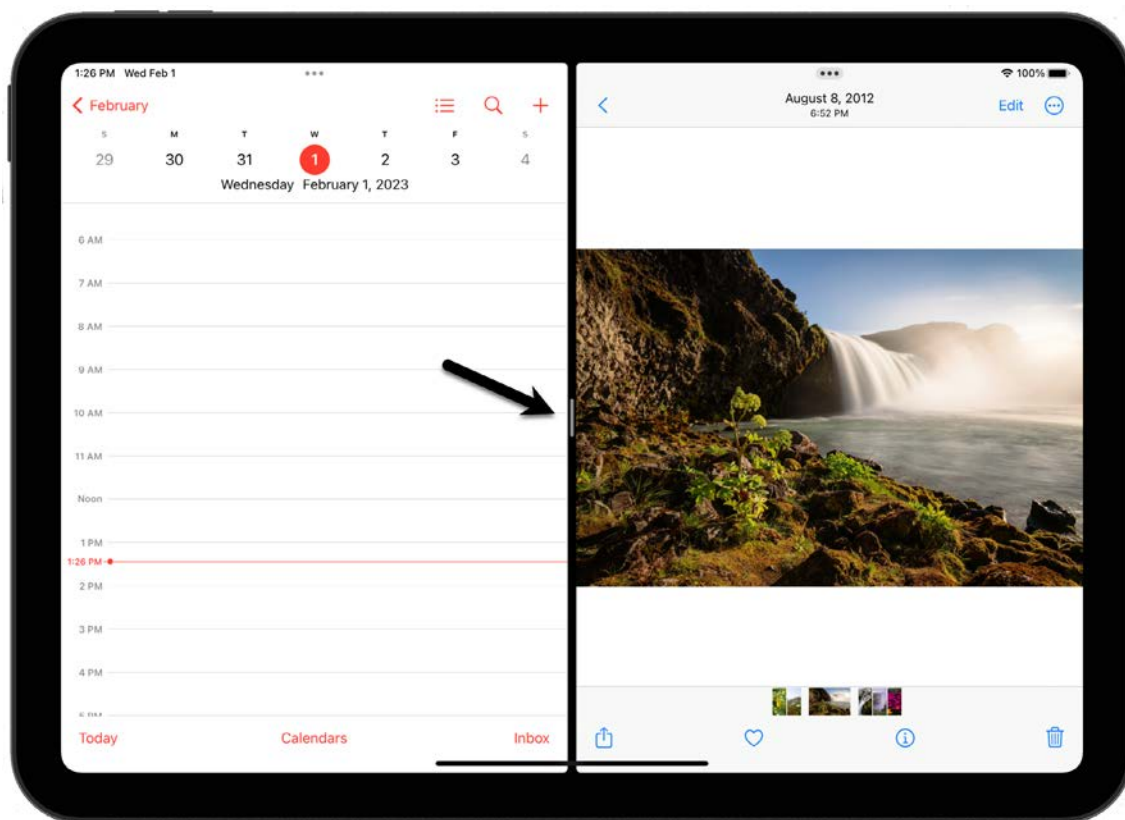 1:26 PM Wed Feb 1
February
S M T W T F S
29 30 31 1 2 3 4
Wednesday February 1, 2023
6 AM
7 AM
8 AM
9 AM
10 AM
11 AM
Noon
1 PM
1:26 PM
2 PM
3 PM
4 PM
5 PM
Today Calendars Inbox
100%
August 8, 2012
6:52 PM
Edit